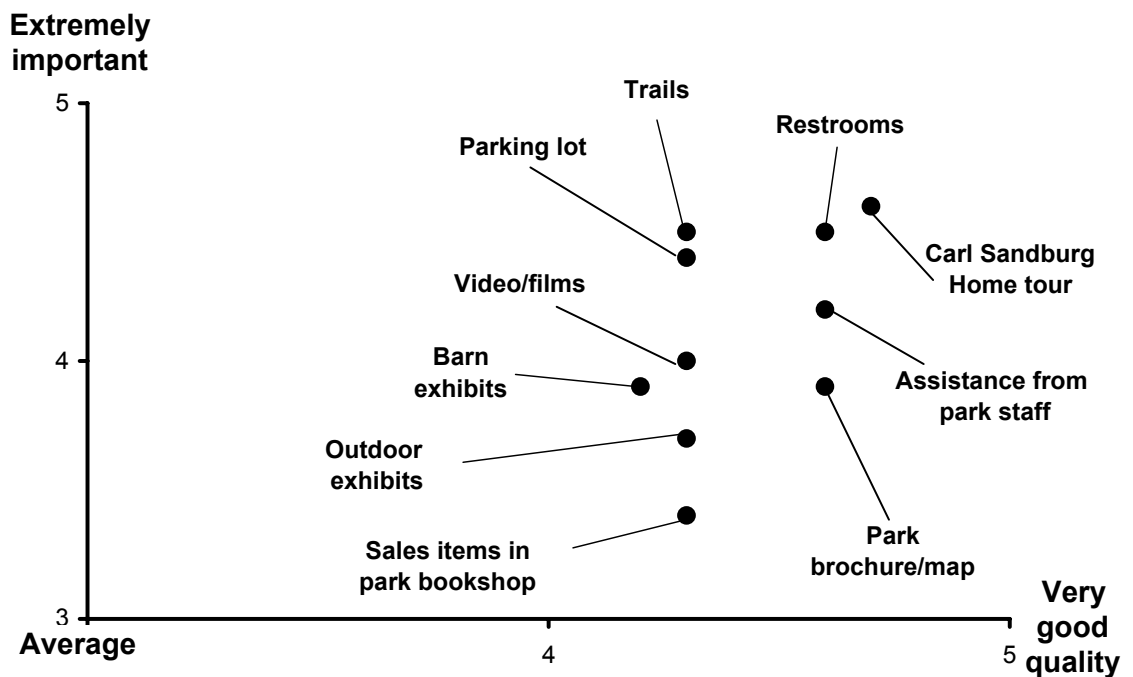 Extremely
important
5
Trails
Restrooms
Parking lot
Carl Sandburg
Home tour
Video/films
4
Barn
exhibits
Assistance from
park staff
Outdoor
exhibits
Park
brochure/map
Sales items in
park bookshop
3
Average
4
5
Very
good
quality